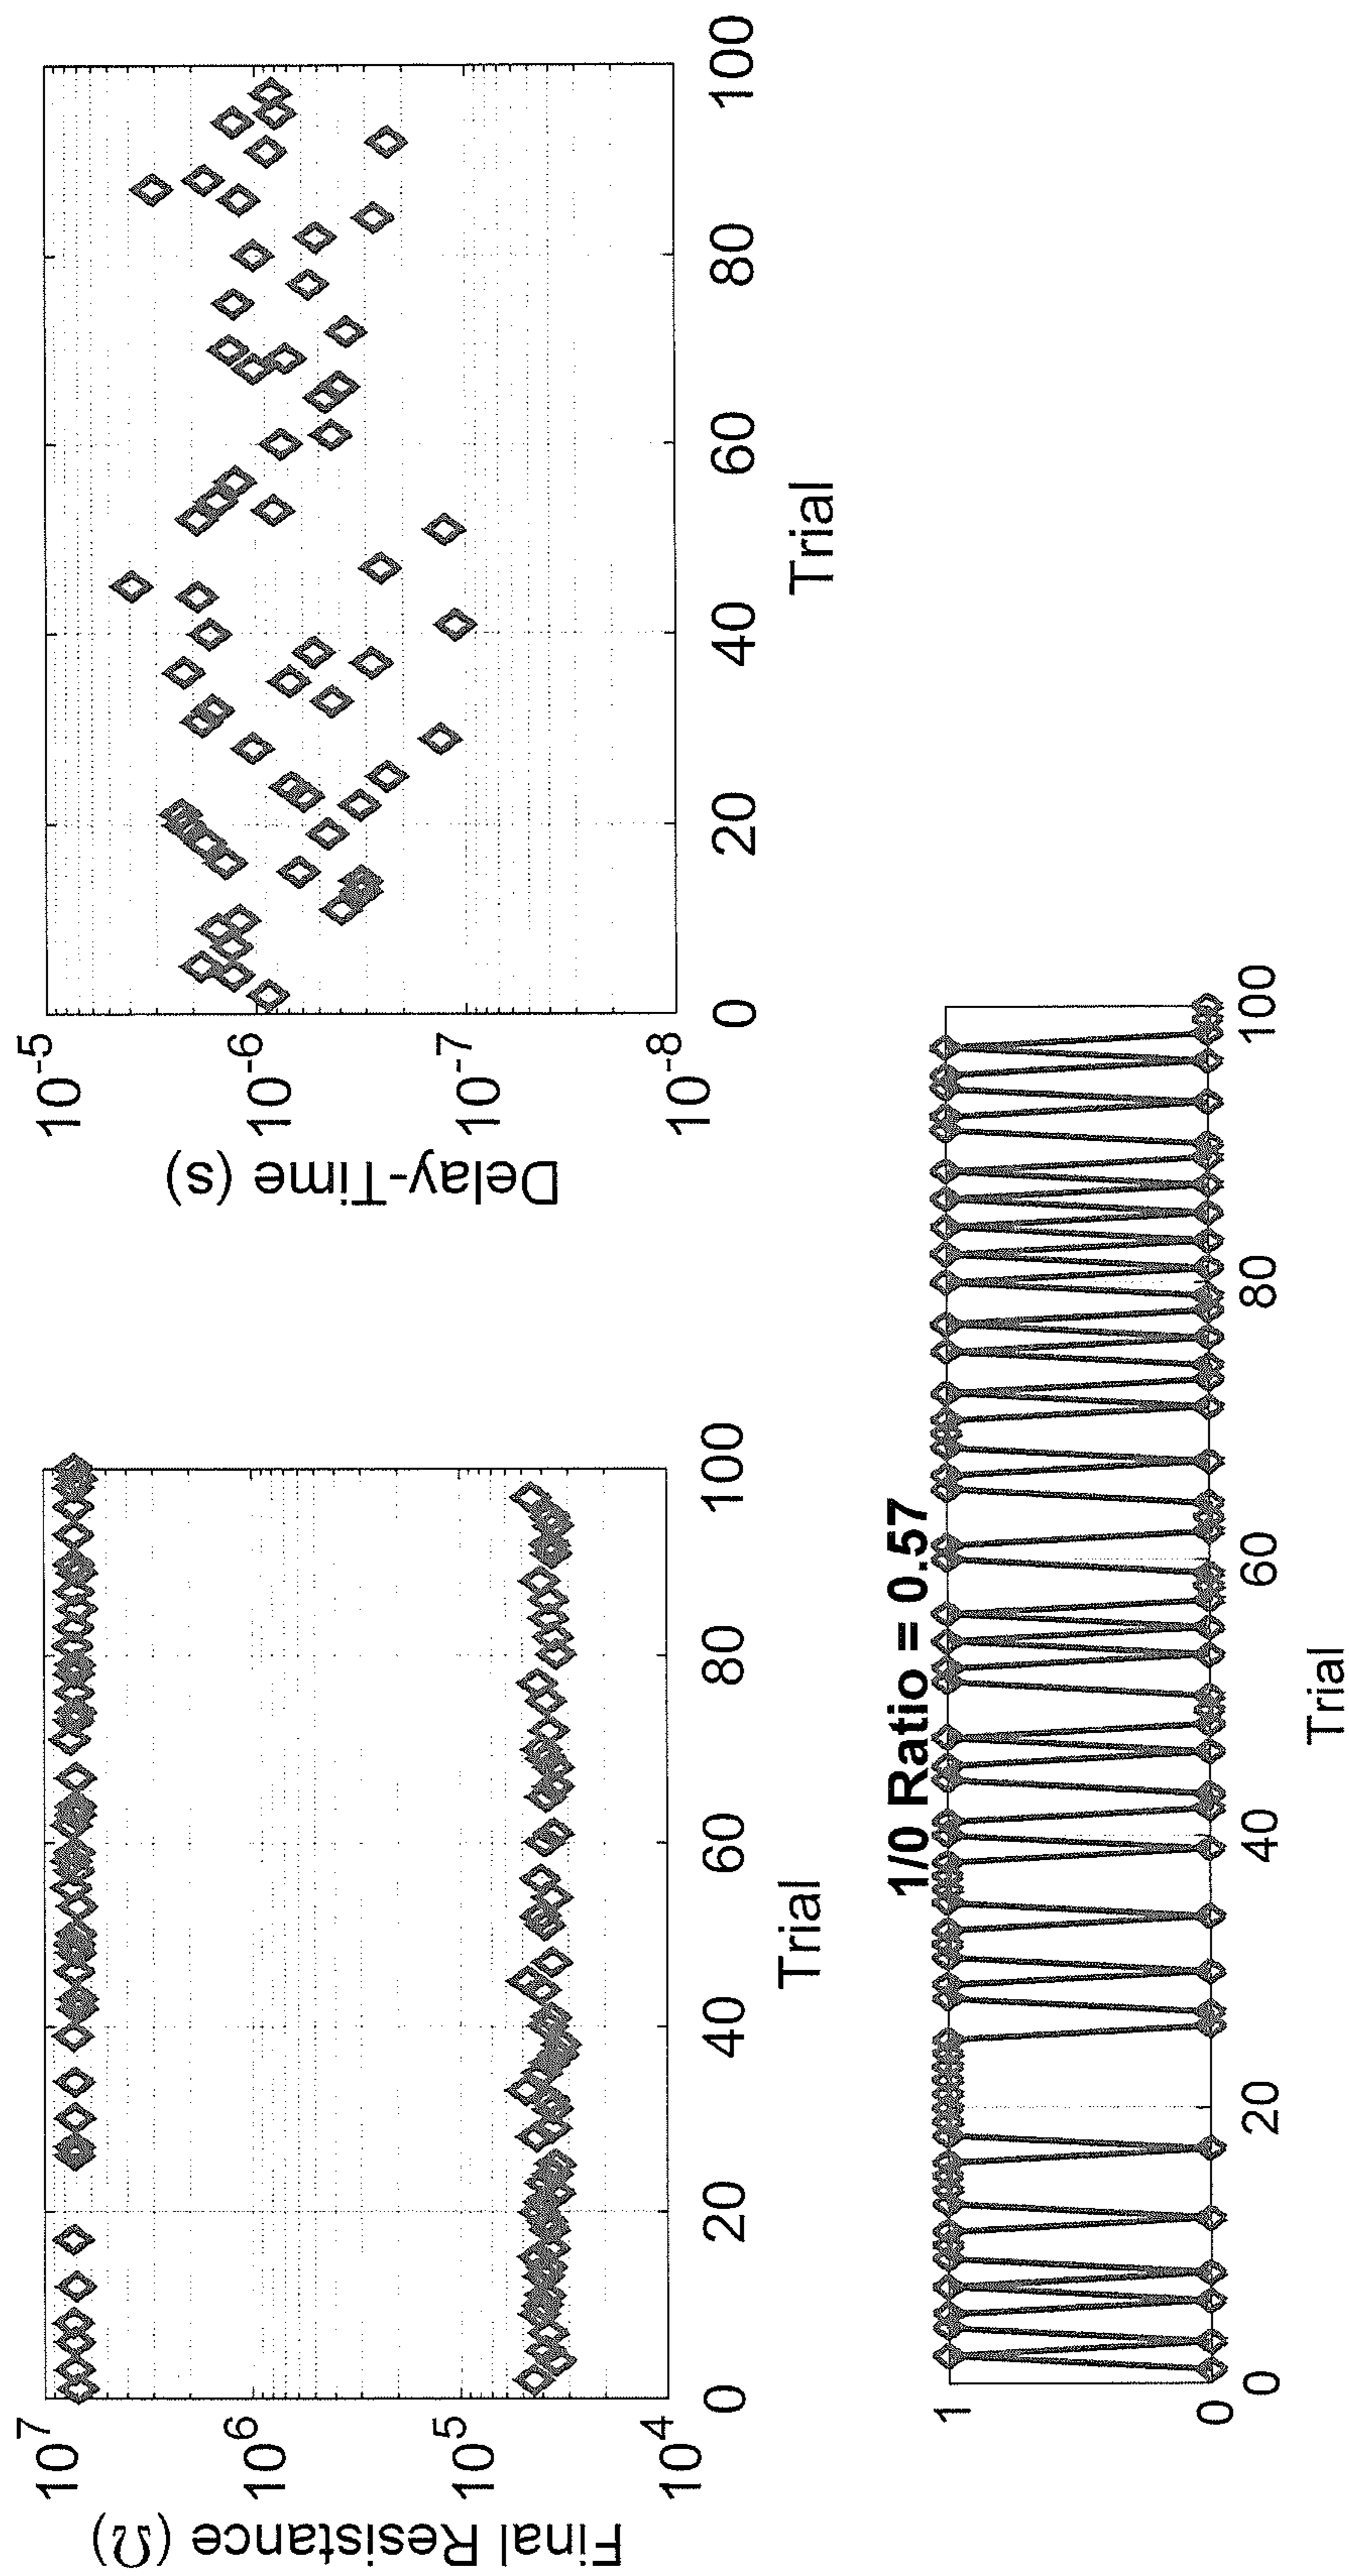 Final Resistance (Ω)
10^7
10^6
10^5
10^4
0 20 40 60 80 100
Trial
Delay-Time (s)
10^-5
10^-6
10^-7
10^-8
0 20 40 60 80 100
Trial
1/0 Ratio = 0.57
1
0
0 20 40 60 80 100
Trial